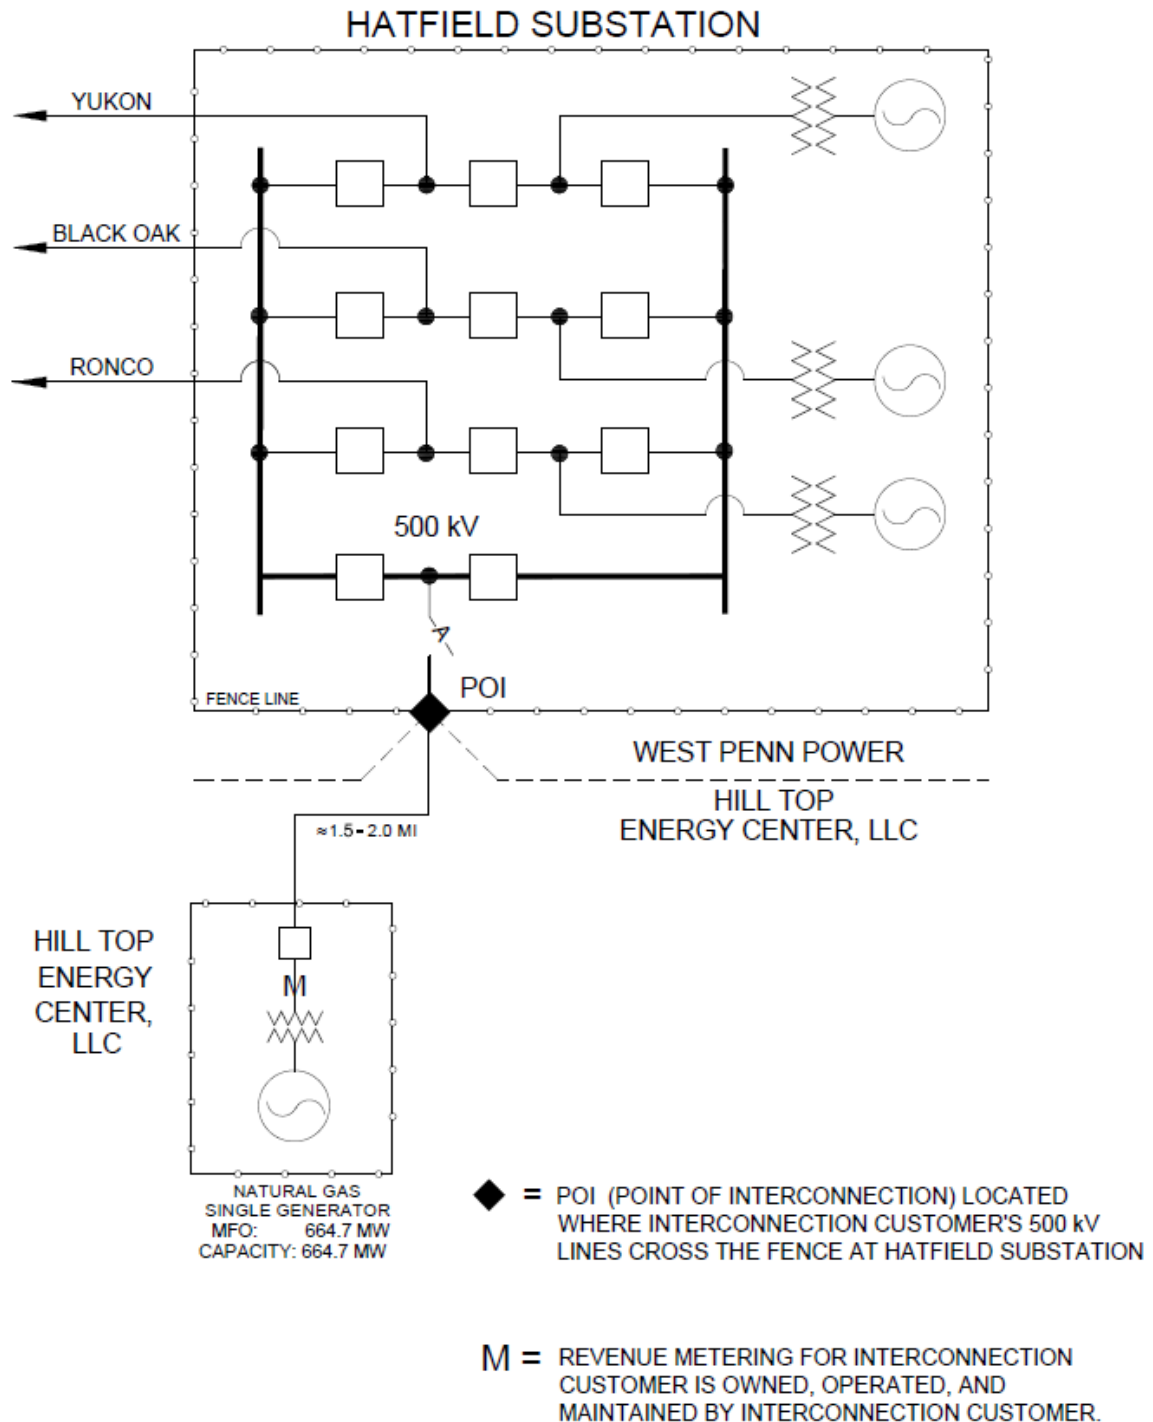 HATFIELD SUBSTATION
YUKON
BLACK OAK
RONCO
500 kV
A
POI
FENCE LINE
WEST PENN POWER
HILL TOP
ENERGY CENTER, LLC
≈1.5-2.0 MI
HILL TOP
ENERGY
CENTER,
LLC
M
NATURAL GAS
SINGLE GENERATOR
MFO: 664.7 MW
CAPACITY: 664.7 MW
= POI (POINT OF INTERCONNECTION) LOCATED
WHERE INTERCONNECTION CUSTOMER'S 500 kV
LINES CROSS THE FENCE AT HATFIELD SUBSTATION
M = REVENUE METERING FOR INTERCONNECTION
CUSTOMER IS OWNED, OPERATED, AND
MAINTAINED BY INTERCONNECTION CUSTOMER.